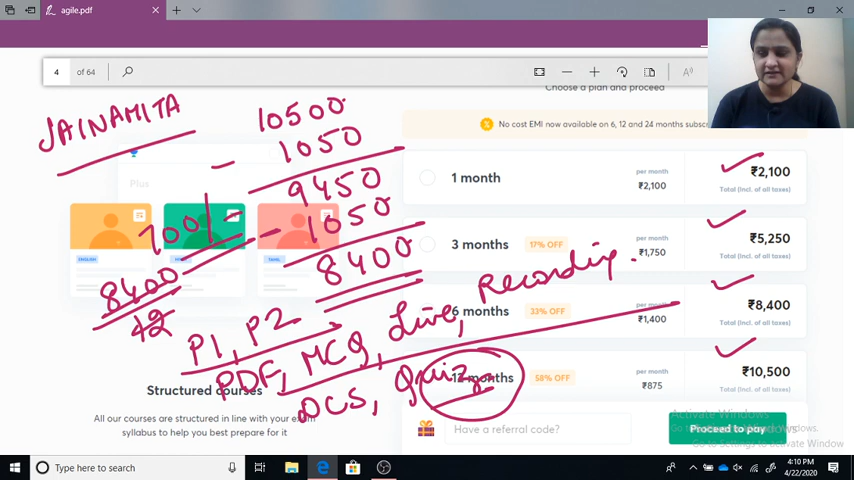 agile.pdf
4 of 64
Choose a plan and proceed
No cost EMI now available on 6, 12 and 24 months subsc
JAINAMITA
10500
- 1050
9450
- 1050
8400
700/-
8400
12
P1, P2
PDF, MCQ, Live, Recording.
DCS, Quiz
Plus
ENGLISH
TAMIL
1 month
per month
₹2,100
₹2,100
Total (Incl. of all taxes)
3 months
17% OFF
per month
₹1,750
₹5,250
Total (Incl. of all taxes)
6 months
33% OFF
per month
₹1,400
₹8,400
Total (Incl. of all taxes)
12 months
58% OFF
per month
₹875
₹10,500
Total (Incl. of all taxes)
Structured courses
All our courses are structured in line with your exam
syllabus to help you best prepare for it
Have a referral code?
Proceed to pay
Activate Windows
Go to Settings to activate Window
Type here to search
4:10 PM
4/22/2020